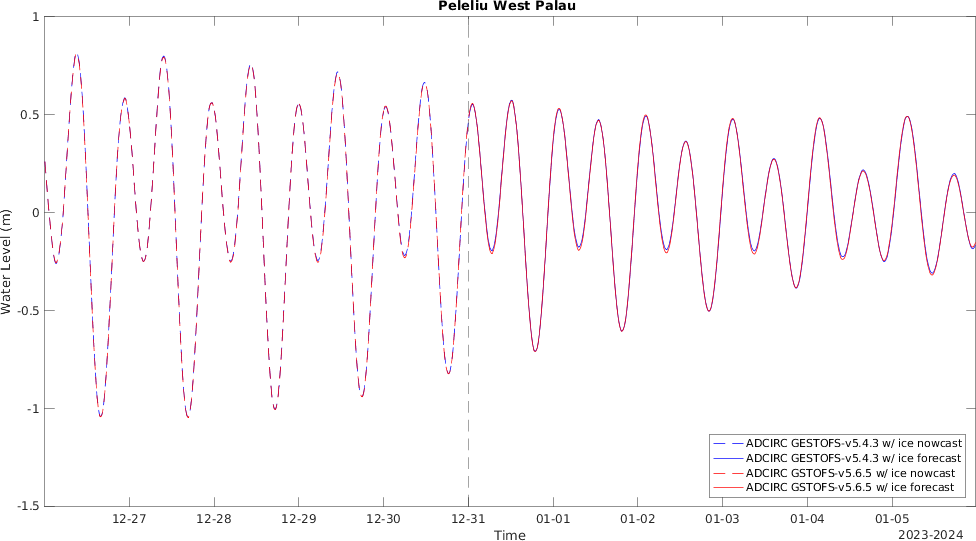 Peleliu West Palau
1
0.5
0
-0.5
-1
-1.5
Water Level (m)
12-27
12-28
12-29
12-30
12-31
01-01
01-02
01-03
01-04
01-05
Time
2023-2024
ADCIRC GESTOFS-v5.4.3 w/ ice nowcast
ADCIRC GESTOFS-v5.4.3 w/ ice forecast
ADCIRC GSTOFS-v5.6.5 w/ ice nowcast
ADCIRC GSTOFS-v5.6.5 w/ ice forecast